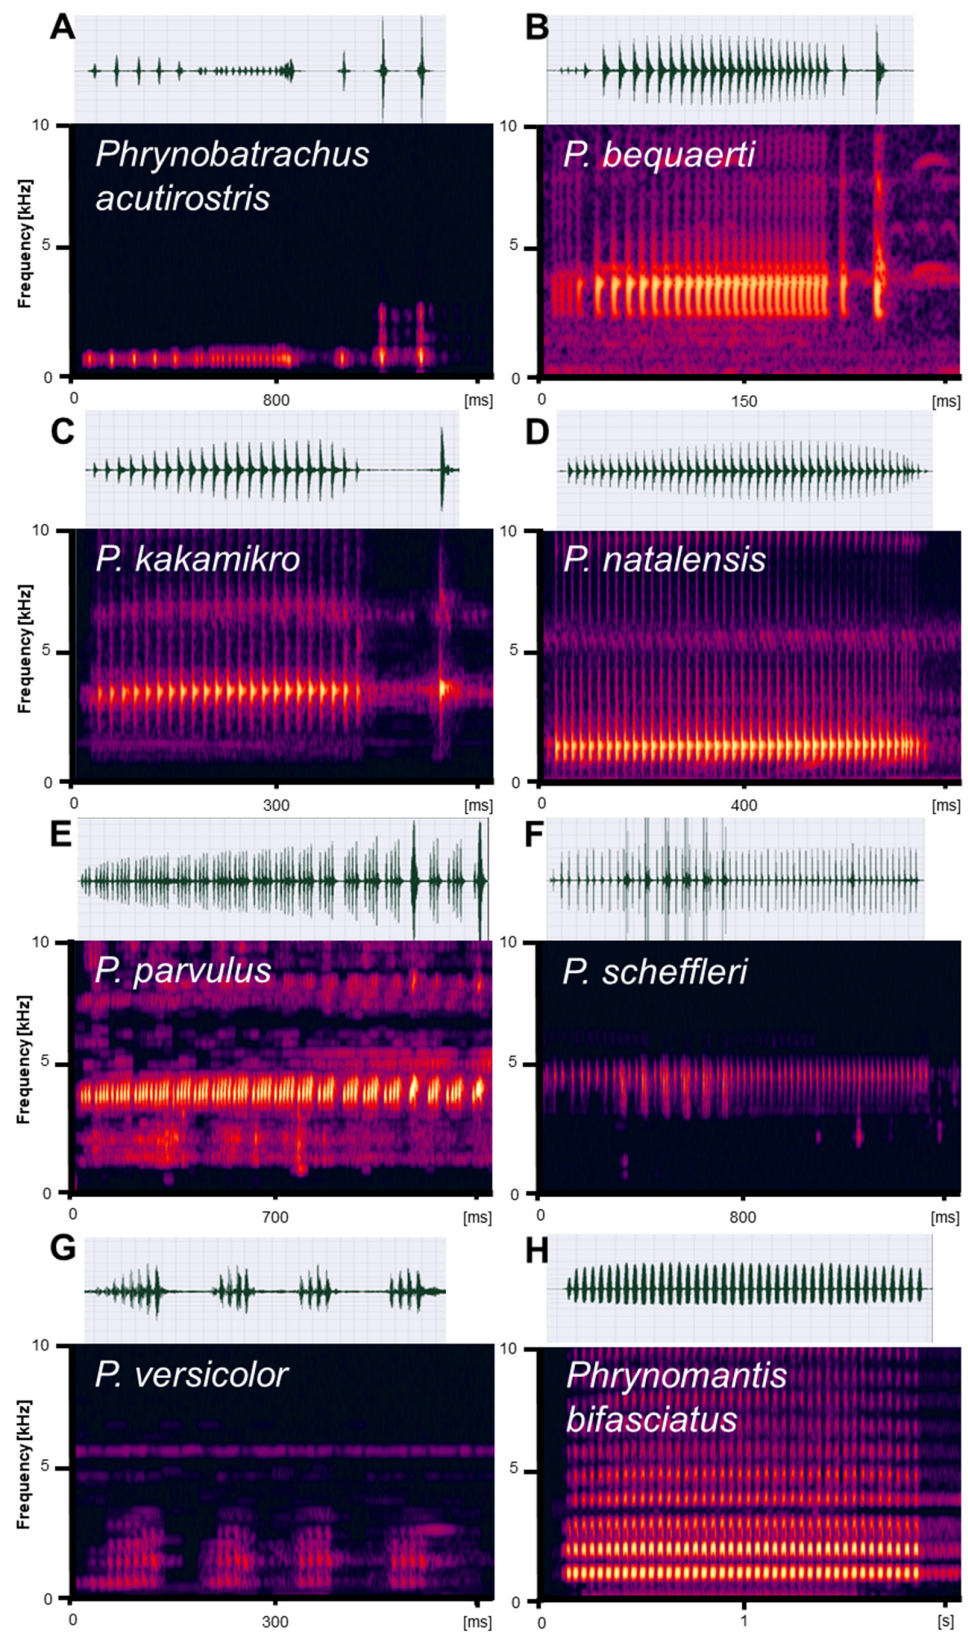 A
B
10
Phrynobatrachus
acutirostris
Frequency [kHz]
5
0
0
800
[ms]
10
P. bequaerti
5
0
0
150
[ms]
C
D
10
P. kakamikro
Frequency [kHz]
5
0
0
300
[ms]
10
P. natalensis
5
0
0
400
[ms]
E
F
10
P. parvulus
Frequency [kHz]
5
0
0
700
[ms]
10
P. scheffleri
5
0
0
800
[ms]
G
H
10
P. versicolor
Frequency [kHz]
5
0
0
300
[ms]
10
Phrynomantis
bifasciatus
5
0
0
1
[s]